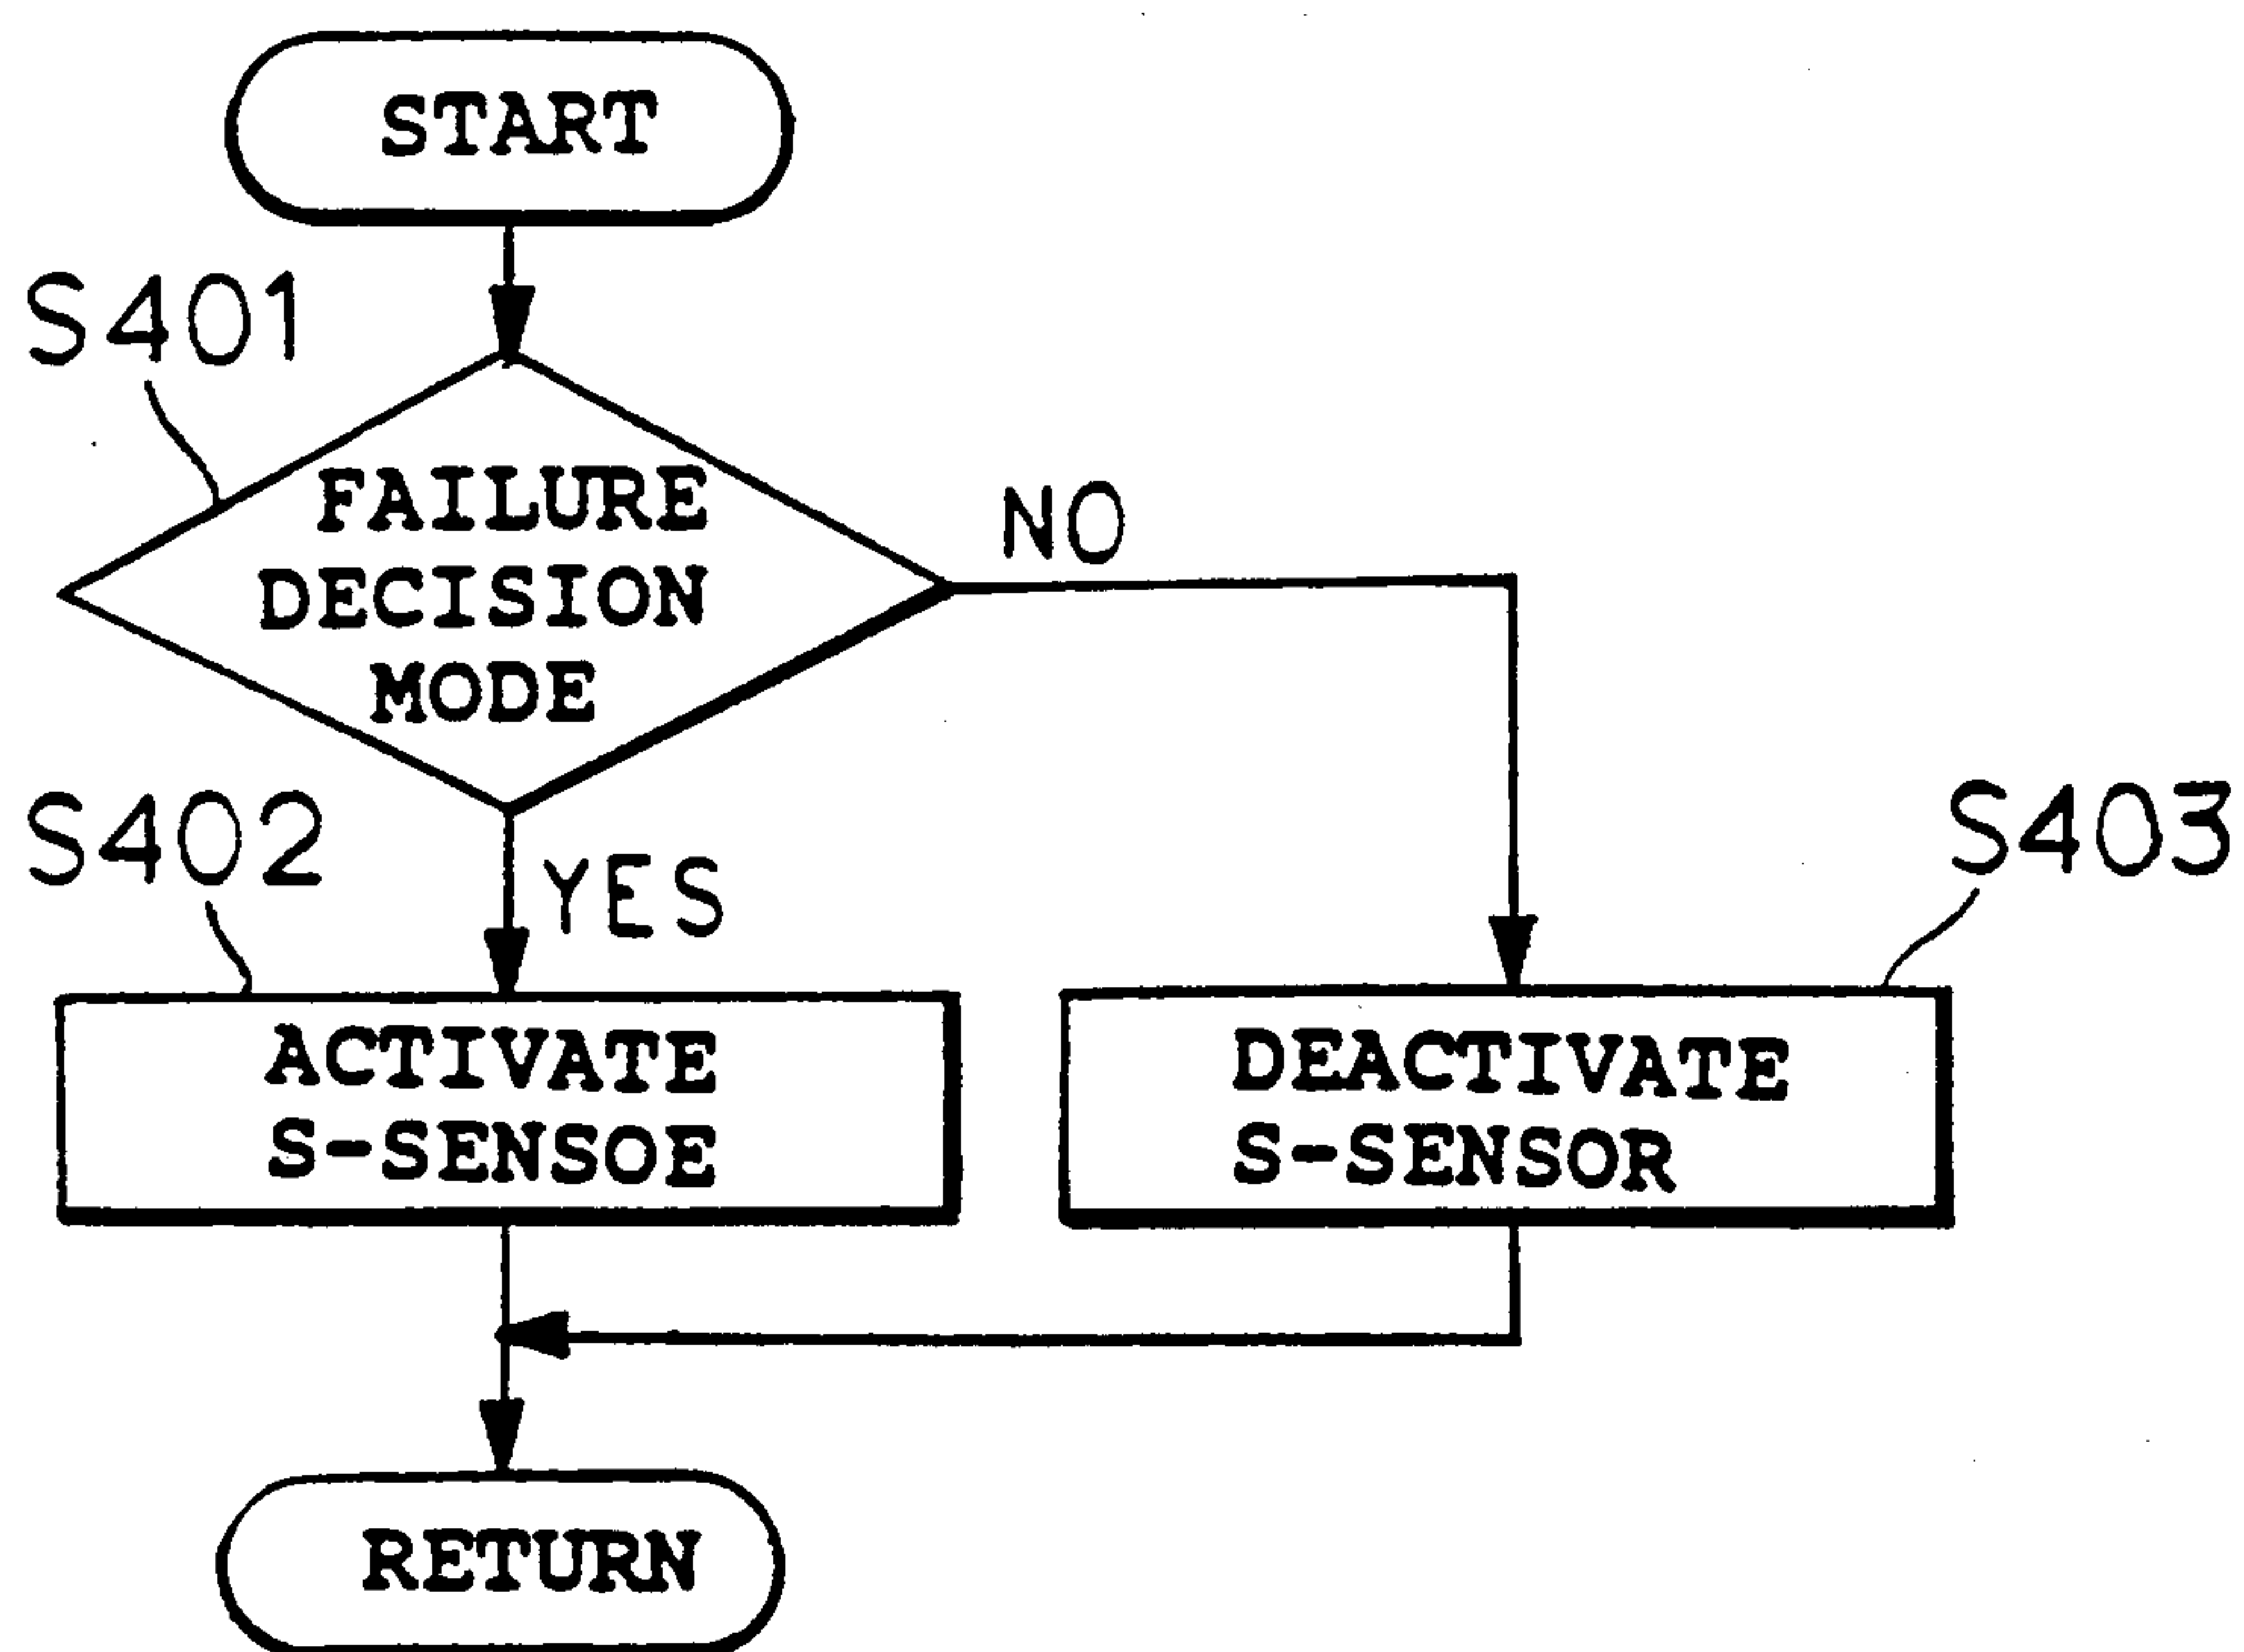 START
S401
FAILURE
DECISION
MODE
NO
S402
YES
S403
ACTIVATE
S-SENSOE
DEACTIVATE
S-SENSOR
RETURN